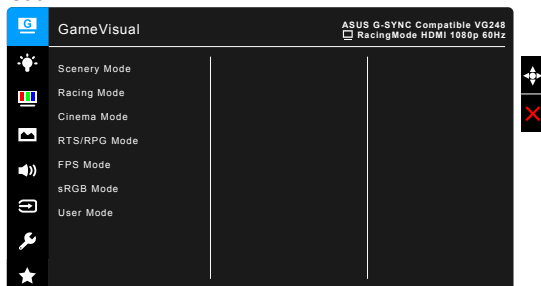 G
GameVisual
ASUS G-SYNC Compatible VG248
RacingMode HDMI 1080p 60Hz
Scenery Mode
Racing Mode
Cinema Mode
RTS/RPG Mode
FPS Mode
sRGB Mode
User Mode